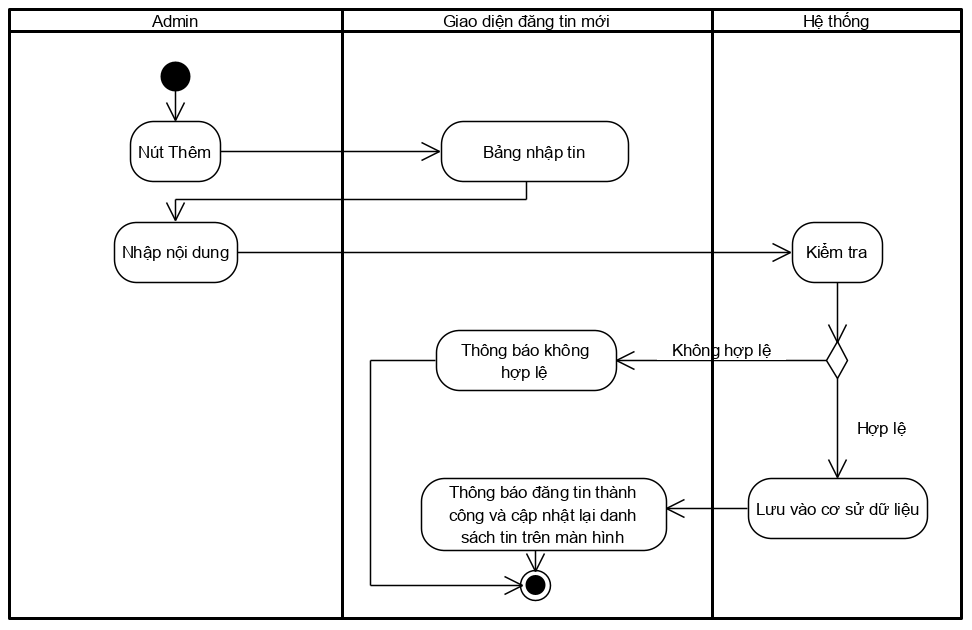 Admin
Giao diện đăng tin mới
Hệ thống
Nút Thêm
Bảng nhập tin
Nhập nội dung
Kiểm tra
Thông báo không
hợp lệ
Không hợp lệ
Hợp lệ
Thông báo đăng tin thành
công và cập nhật lại danh
sách tin trên màn hình
Lưu vào cơ sử dữ liệu